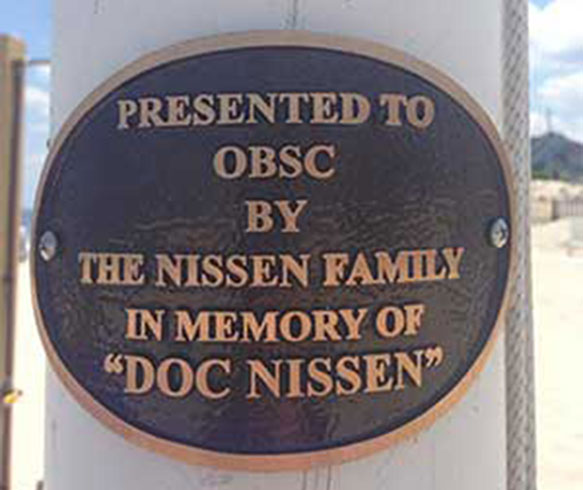 PRESENTED TO
OBSC
BY
THE NISSEN FAMILY
IN MEMORY OF
“DOC NISSEN”